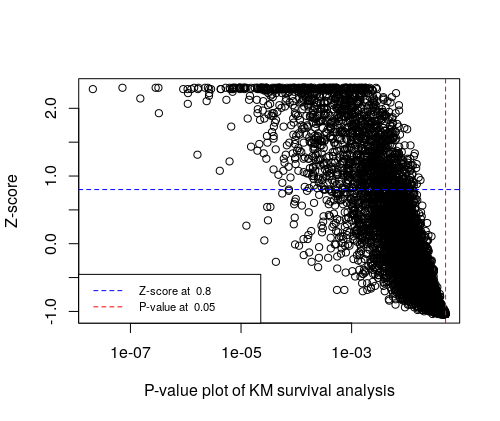 2.0
1.0
0.0
-1.0
Z-score
Z-score at 0.8
P-value at 0.05
1e-07 1e-05 1e-03
P-value plot of KM survival analysis